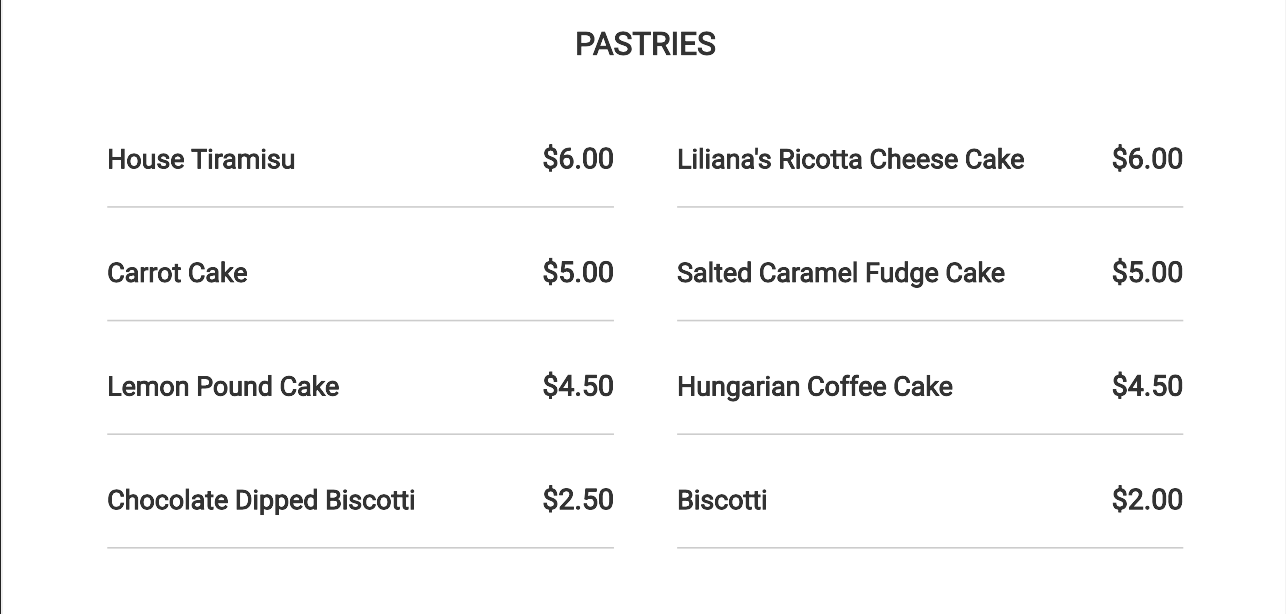 PASTRIES
House Tiramisu $6.00
Liliana's Ricotta Cheese Cake $6.00
Carrot Cake $5.00
Salted Caramel Fudge Cake $5.00
Lemon Pound Cake $4.50
Hungarian Coffee Cake $4.50
Chocolate Dipped Biscotti $2.50
Biscotti $2.00